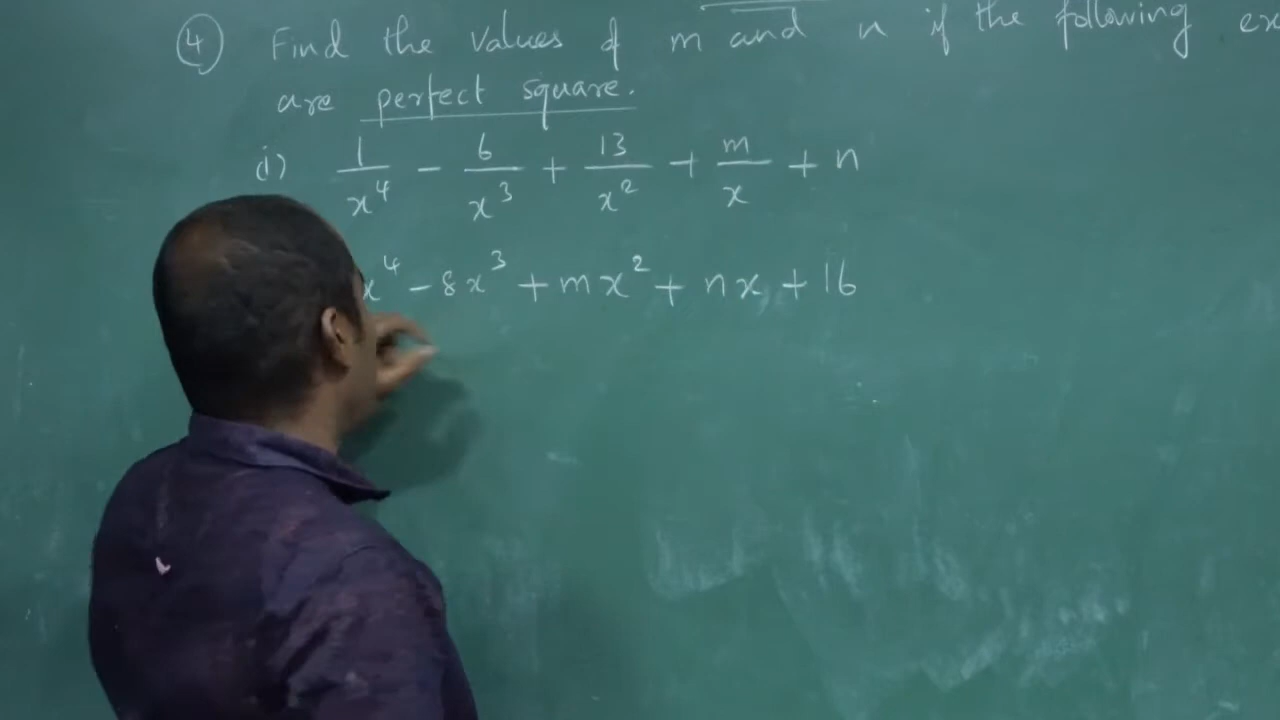 ④ Find the values of m and n if the following
are perfect square.
(i) 1/x⁴ - 6/x³ + 13/x² + m/x + n
x⁴ - 8x³ + mx² + nx + 16